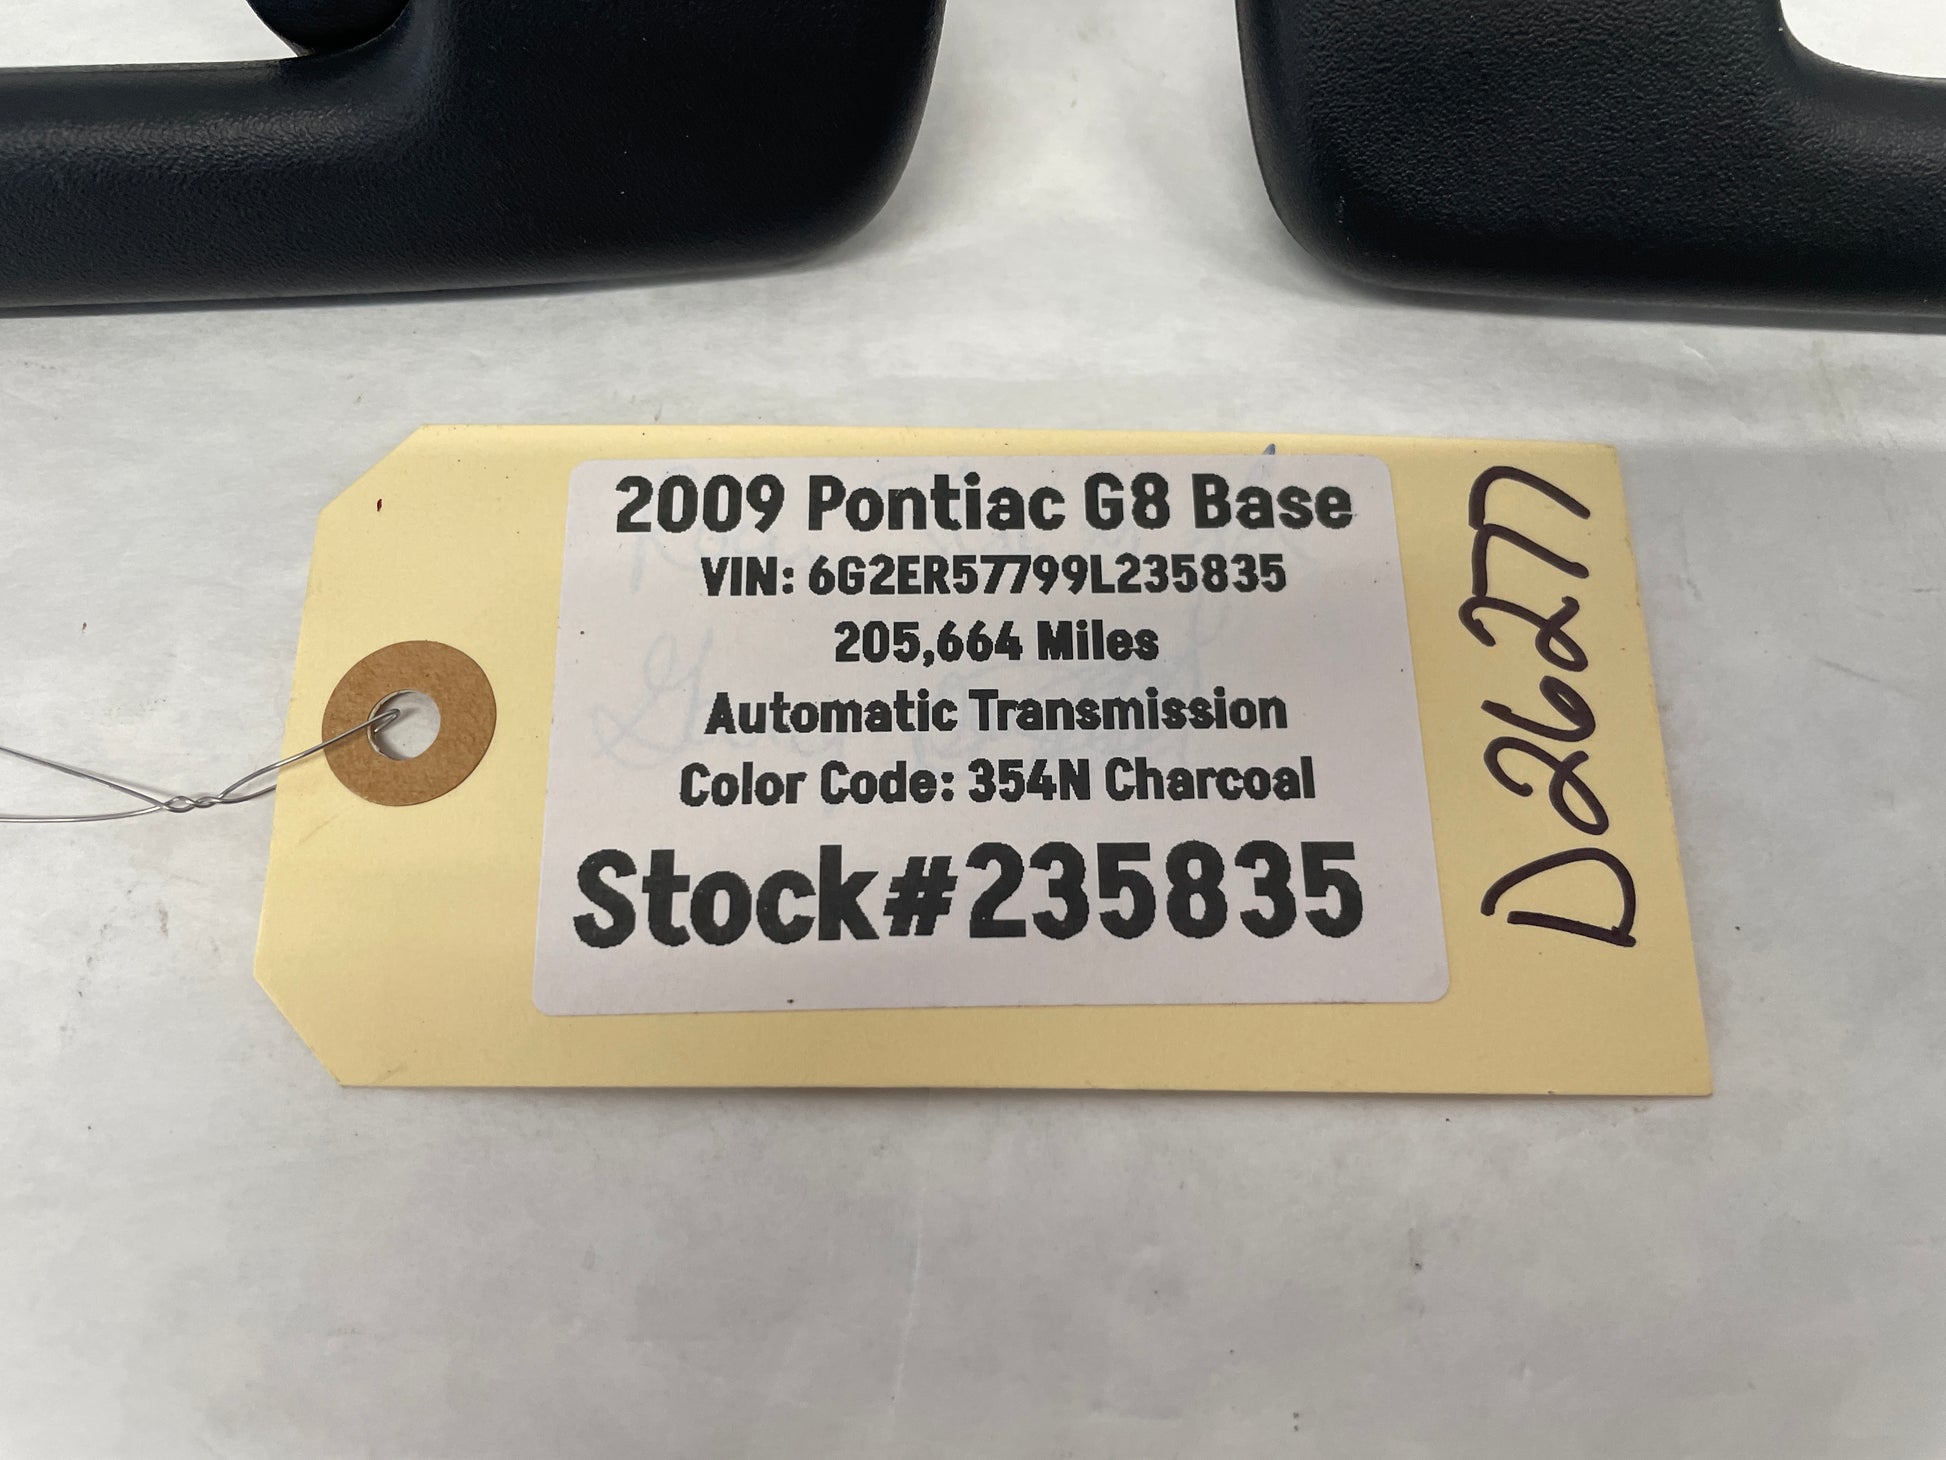 2009 Pontiac G8 Base
VIN: 6G2ER57799L235835
205,664 Miles
Automatic Transmission
Color Code: 354N Charcoal
Stock#235835
D26277